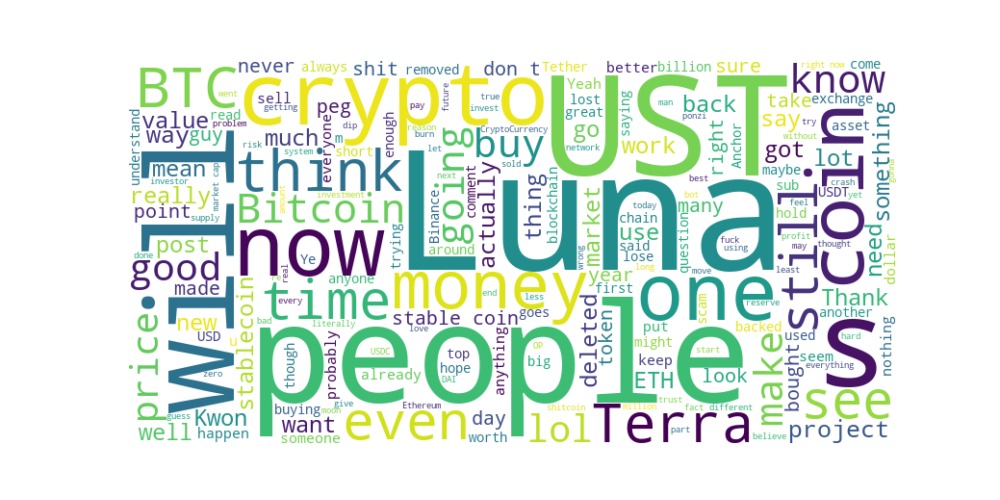 never always shit removed don t Tether better billion sure right now come
BTC crypto UST know
ment getting true future pay invest
sell peg Yeah lost great saying man ponzi back take exchange
value read problem way guy much m dip short enough everyone burn let reason CryptoCurrency go network work right Anchor say try without asset
understand risk system think going next comment sold buy best bot got lot crash yet
mean investor market cap really Will Luna coin something
point supply investment Bitcoin Binance around actually thing blockchain market many today said chain use question lose maybe sub USDT feel hold profit may thought still need dollar
post done good now trying wrong fuck using
made Ye real anyone money year first long move least s
price new stablecoin time every end less one reserve Thank another
USD c literally bad stable coin goes love deleted token put might scam backed used hard nothing
zero people though USDC probably already top hope anything OP big keep start seem everything
guess Kwon buying moon DAI give Ethereum ETH look make bought see
well happen want someone even day worth lol shitcoin Terra million trust part fact different believe project